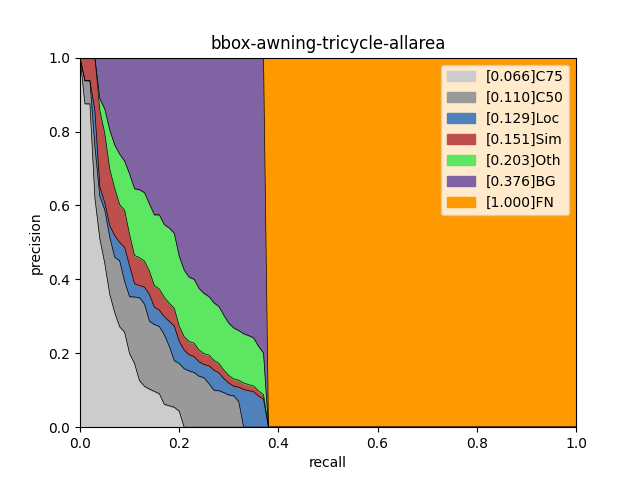 bbox-awning-tricycle-allarea
1.0
0.8
0.6
0.4
0.2
0.0
precision
[0.066]C75
[0.110]C50
[0.129]Loc
[0.151]Sim
[0.203]Oth
[0.376]BG
[1.000]FN
0.0 0.2 0.4 0.6 0.8 1.0
recall